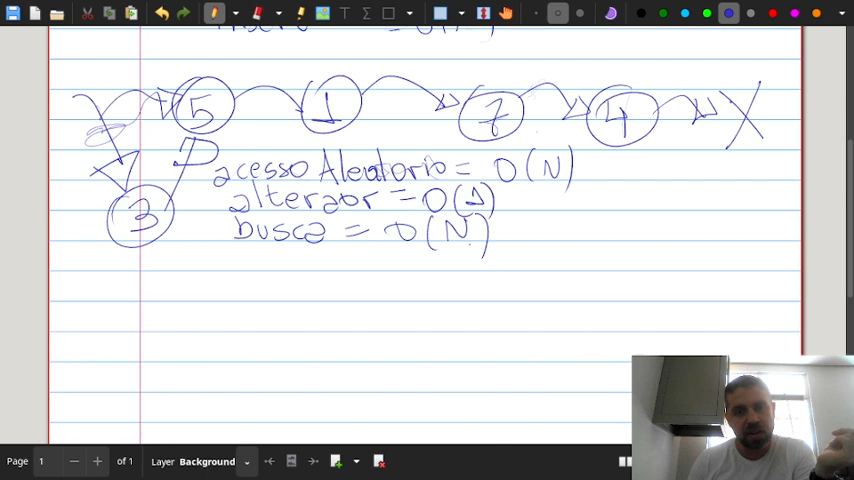 5 1 7 4
acesso Aleatorio = O(N)
3
alterar = O(1)
busca = O(N)
Page 1 of 1 Layer Background